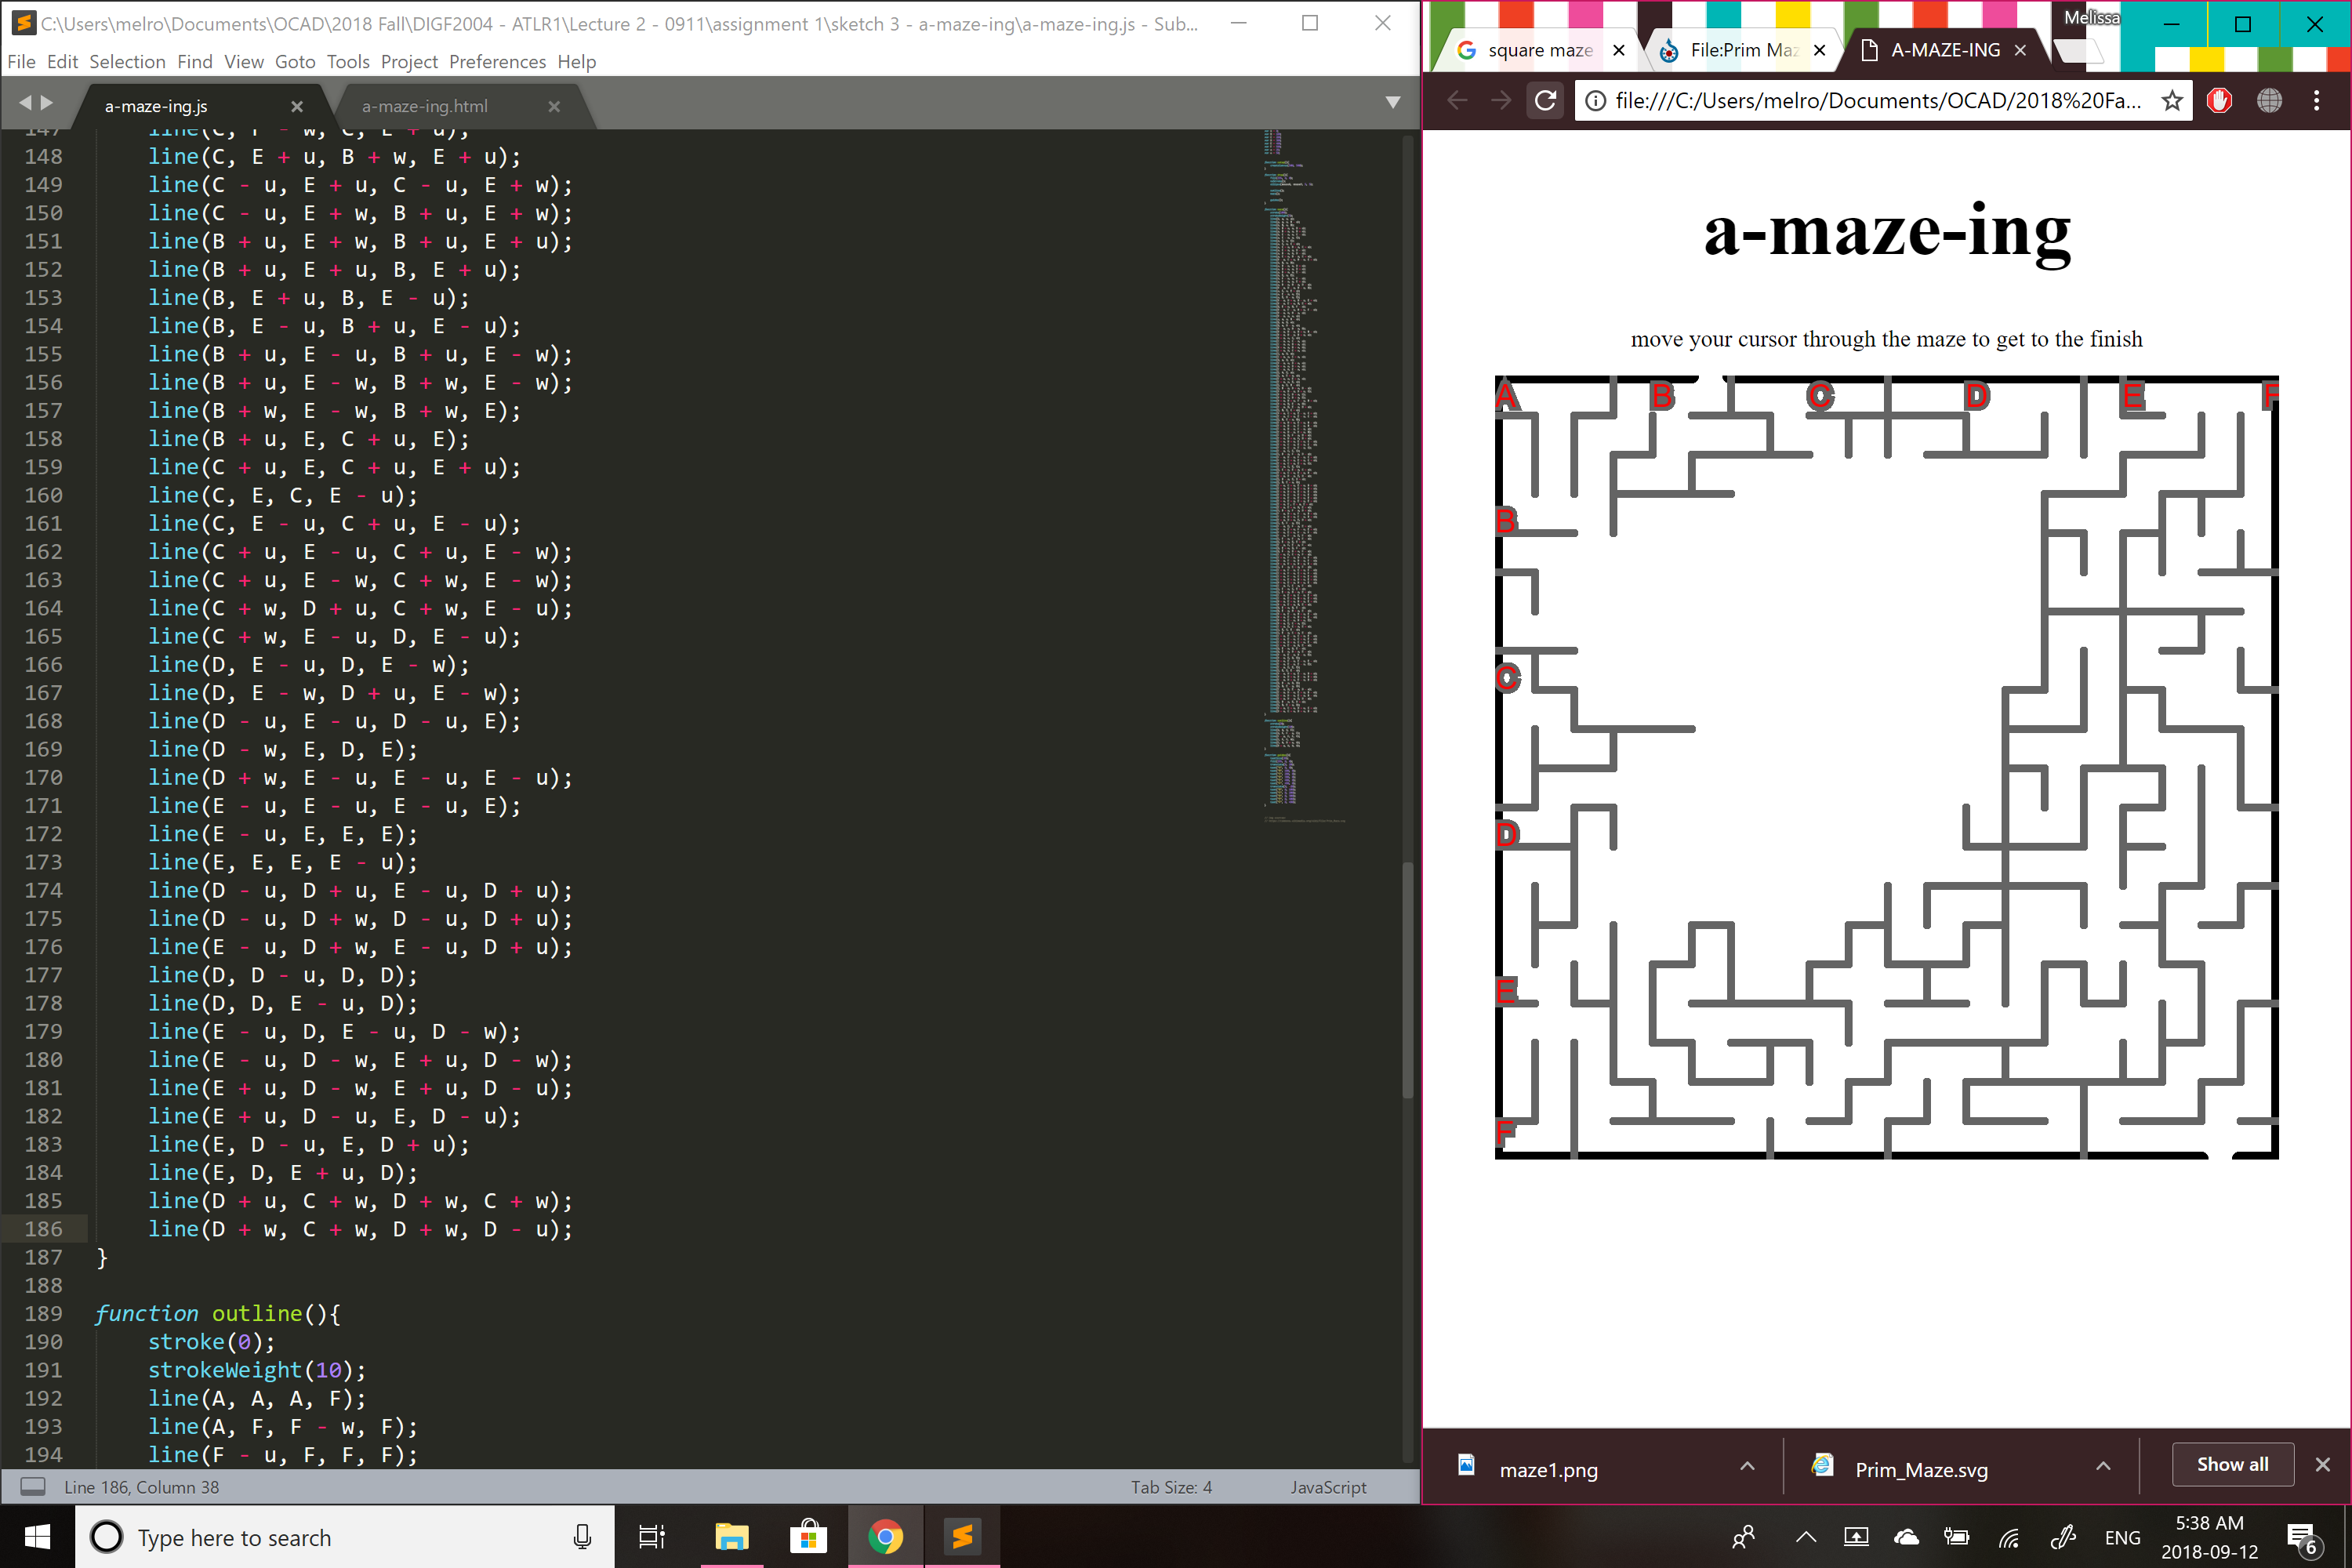 C:\Users\melro\Documents\OCAD\2018 Fall\DIGF2004 - ATLR1\Lecture 2 - 0911\assignment 1\sketch 3 - a-maze-ing\a-maze-ing.js - Sub...
File Edit Selection Find View Goto Tools Project Preferences Help
a-maze-ing.js
a-maze-ing.html
147 line(C, F - w, C, E + u);
148 line(C, E + u, B + w, E + u);
149 line(C - u, E + u, C - u, E + w);
150 line(C - u, E + w, B + u, E + w);
151 line(B + u, E + w, B + u, E + u);
152 line(B + u, E + u, B, E + u);
153 line(B, E + u, B, E - u);
154 line(B, E - u, B + u, E - u);
155 line(B + u, E - u, B + u, E - w);
156 line(B + u, E - w, B + w, E - w);
157 line(B + w, E - w, B + w, E);
158 line(B + u, E, C + u, E);
159 line(C + u, E, C + u, E + u);
160 line(C, E, C, E - u);
161 line(C, E - u, C + u, E - u);
162 line(C + u, E - u, C + u, E - w);
163 line(C + u, E - w, C + w, E - w);
164 line(C + w, D + u, C + w, E - u);
165 line(C + w, E - u, D, E - u);
166 line(D, E - u, D, E - w);
167 line(D, E - w, D + u, E - w);
168 line(D - u, E - u, D - u, E);
169 line(D - w, E, D, E);
170 line(D + w, E - u, E - u, E - u);
171 line(E - u, E - u, E - u, E);
172 line(E - u, E, E, E);
173 line(E, E, E, E - u);
174 line(D - u, D + u, E - u, D + u);
175 line(D - u, D + w, D - u, D + u);
176 line(E - u, D + w, E - u, D + u);
177 line(D, D - u, D, D);
178 line(D, D, E - u, D);
179 line(E - u, D, E - u, D - w);
180 line(E - u, D - w, E + u, D - w);
181 line(E + u, D - w, E + u, D - u);
182 line(E + u, D - u, E, D - u);
183 line(E, D - u, E, D + u);
184 line(E, D, E + u, D);
185 line(D + u, C + w, D + w, C + w);
186 line(D + w, C + w, D + w, D - u);
187 }
188
189 function outline(){
190 stroke(0);
191 strokeWeight(10);
192 line(A, A, A, F);
193 line(A, F, F - w, F);
194 line(F - u, F, F, F);
Line 186, Column 38
Tab Size: 4
JavaScript
Melissa
square maze
File:Prim Maz
A-MAZE-ING
file:///C:/Users/melro/Documents/OCAD/2018%20Fa...
a-maze-ing
move your cursor through the maze to get to the finish
A B C D E F
B
C
D
E
F
maze1.png
Prim_Maze.svg
Show all
Type here to search
ENG
5:38 AM
2018-09-12
6